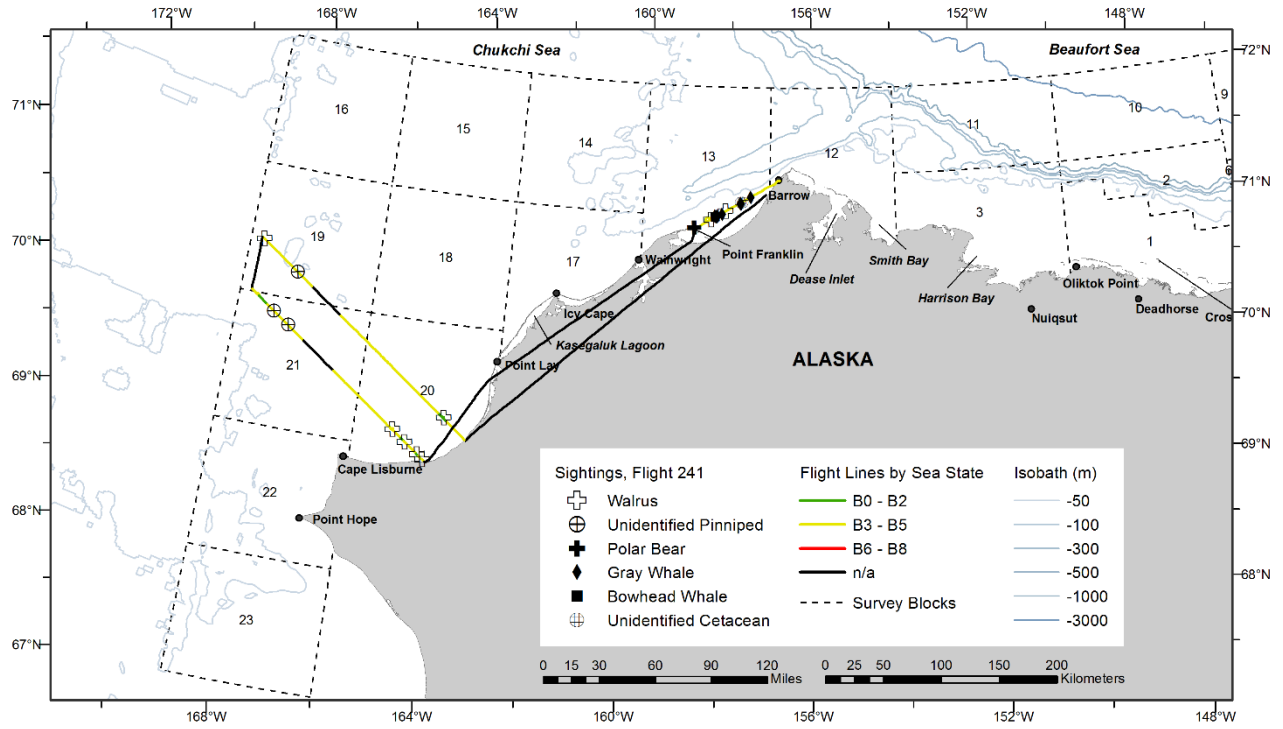 172°W 168°W 164°W 160°W 156°W 152°W 148°W
Chukchi Sea
Beaufort Sea
72°N
71°N
71°N
70°N
70°N
69°N
69°N
68°N
68°N
67°N
16
15
14
13
12
11
10
9
6
2
3
1
19
18
17
21
20
22
23
Barrow
Point Franklin
Wainwright
Dease Inlet
Smith Bay
Harrison Bay
Oliktok Point
Nuiqsut
Deadhorse
Cros
Icy Cape
Kasegaluk Lagoon
Point Lay
ALASKA
Cape Lisburne
Point Hope
Sightings, Flight 241
Walrus
Unidentified Pinniped
Polar Bear
Gray Whale
Bowhead Whale
Unidentified Cetacean
Flight Lines by Sea State
B0 - B2
B3 - B5
B6 - B8
n/a
Survey Blocks
Isobath (m)
-50
-100
-300
-500
-1000
-3000
0 15 30 60 90 120
Miles
0 25 50 100 150 200
Kilometers
168°W 164°W 160°W 156°W 152°W 148°W